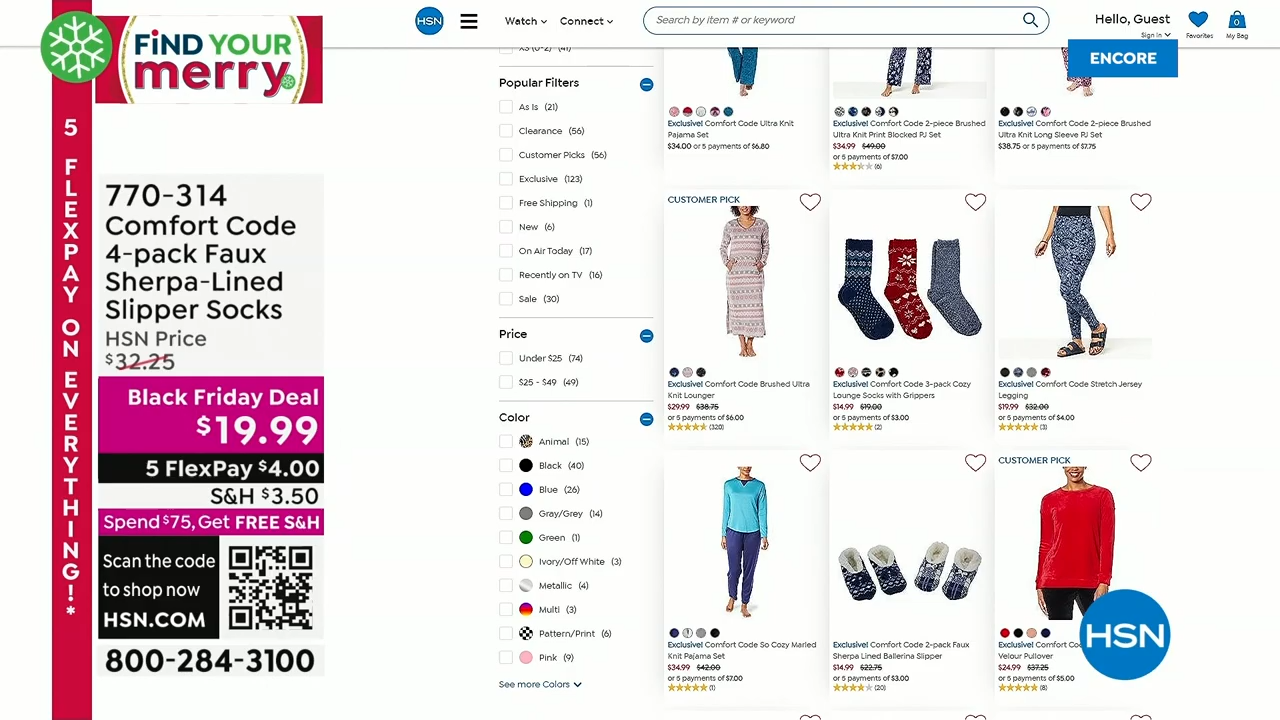 FiND YOUR
merry
5 FLEXPAY ON EVERYTHING!*
770-314
Comfort Code
4-pack Faux
Sherpa-Lined
Slipper Socks
HSN Price
$32.25
Black Friday Deal
$19.99
5 FlexPay $4.00
S&H $3.50
Spend $75, Get FREE S&H
Scan the code
to shop now
HSN.COM
800-284-3100
HSN
Watch
Connect
Search by item # or keyword
Hello, Guest
Sign in
Favorites
0
My Bag
ENCORE
Popular Filters
As Is (21)
Clearance (56)
Customer Picks (56)
Exclusive (123)
Free Shipping (1)
New (6)
On Air Today (17)
Recently on TV (16)
Sale (30)
Price
Under $25 (74)
$25 - $49 (49)
Color
Animal (15)
Black (40)
Blue (26)
Gray/Grey (14)
Green (1)
Ivory/Off White (3)
Metallic (4)
Multi (3)
Pattern/Print (6)
Pink (9)
See more Colors
Exclusive! Comfort Code Ultra Knit
Pajama Set
$34.00 or 5 payments of $6.80
Exclusive! Comfort Code 2-piece Brushed
Ultra Knit Print Blocked PJ Set
$34.99 $49.00
or 5 payments of $7.00
(6)
Exclusive! Comfort Code 2-piece Brushed
Ultra Knit Long Sleeve PJ Set
$38.75 or 5 payments of $7.75
CUSTOMER PICK
Exclusive! Comfort Code Brushed Ultra
Knit Lounger
$29.99 $38.75
or 5 payments of $6.00
(320)
Exclusive! Comfort Code 3-pack Cozy
Lounge Socks with Grippers
$14.99 $19.00
or 5 payments of $3.00
(2)
Exclusive! Comfort Code Stretch Jersey
Legging
$19.99 $32.00
or 5 payments of $4.00
(3)
Exclusive! Comfort Code So Cozy Marled
Knit Pajama Set
$34.99 $42.00
or 5 payments of $7.00
(1)
Exclusive! Comfort Code 2-pack Faux
Sherpa Lined Ballerina Slipper
$14.99 $22.75
or 5 payments of $3.00
(20)
CUSTOMER PICK
Exclusive! Comfort Co
Velour Pullover
$24.99 $37.25
or 5 payments of $5.00
(8)
HSN